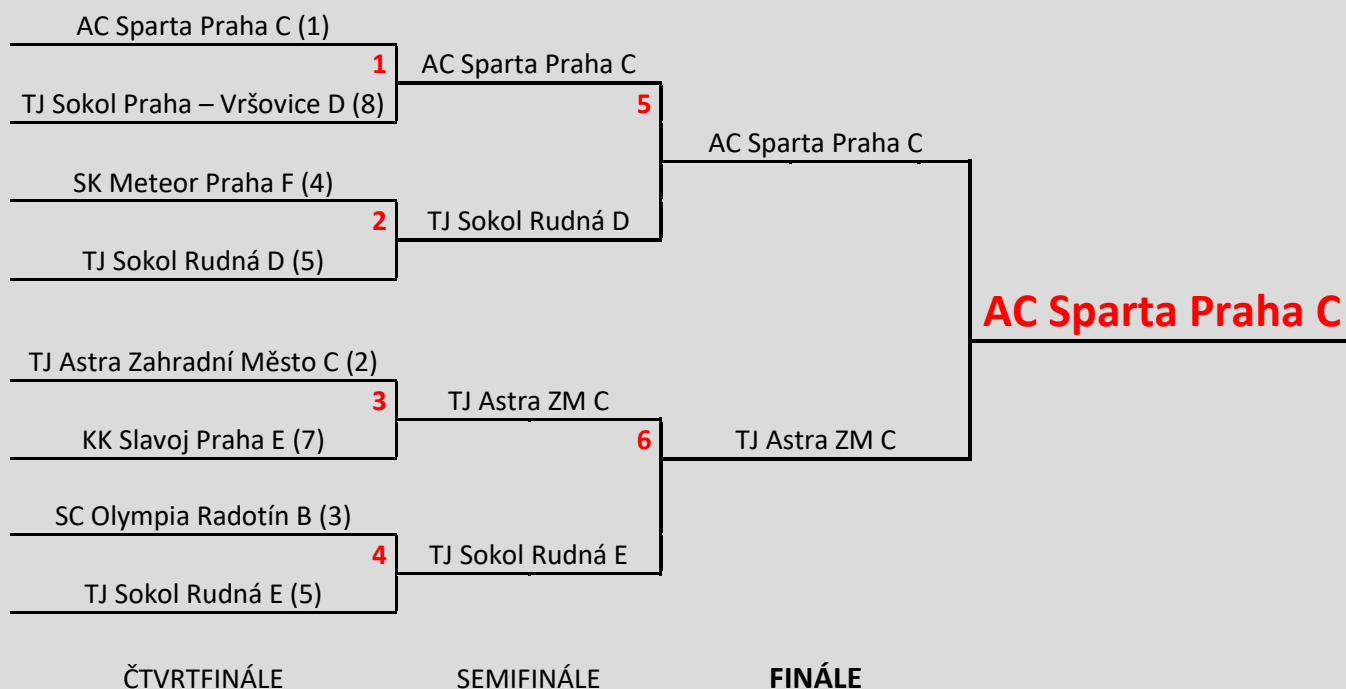 AC Sparta Praha C (1)
1
AC Sparta Praha C
TJ Sokol Praha – Vršovice D (8)
5
AC Sparta Praha C
SK Meteor Praha F (4)
2
TJ Sokol Rudná D
TJ Sokol Rudná D (5)
AC Sparta Praha C
TJ Astra Zahradní Město C (2)
3
TJ Astra ZM C
KK Slavoj Praha E (7)
6
TJ Astra ZM C
SC Olympia Radotín B (3)
4
TJ Sokol Rudná E
TJ Sokol Rudná E (5)
ČTVRTFINÁLE
SEMIFINÁLE
FINÁLE